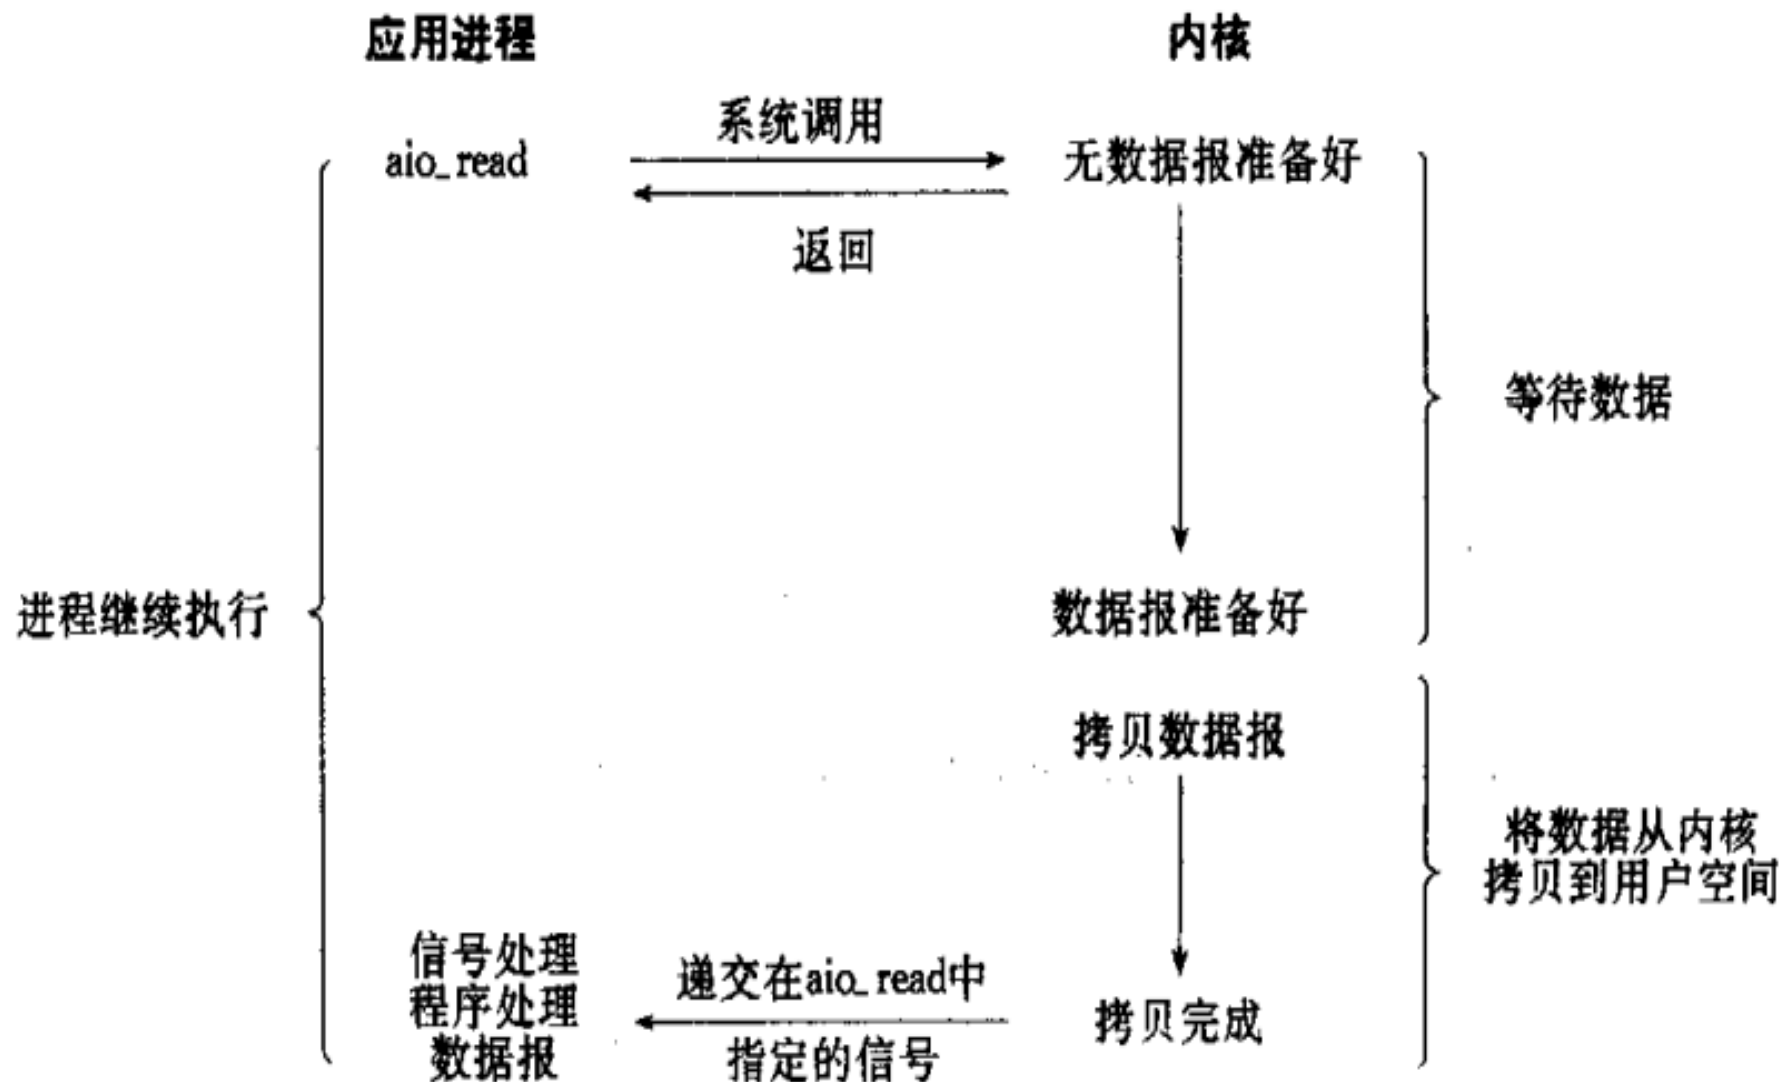 应用进程
内核
系统调用
aio_read
无数据报准备好
返回
等待数据
进程继续执行
数据报准备好
拷贝数据报
将数据从内核
拷贝到用户空间
信号处理
程序处理
数据报
递交在aio_read中
指定的信号
拷贝完成